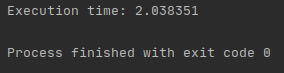 Execution time: 2.038351
Process finished with exit code 0